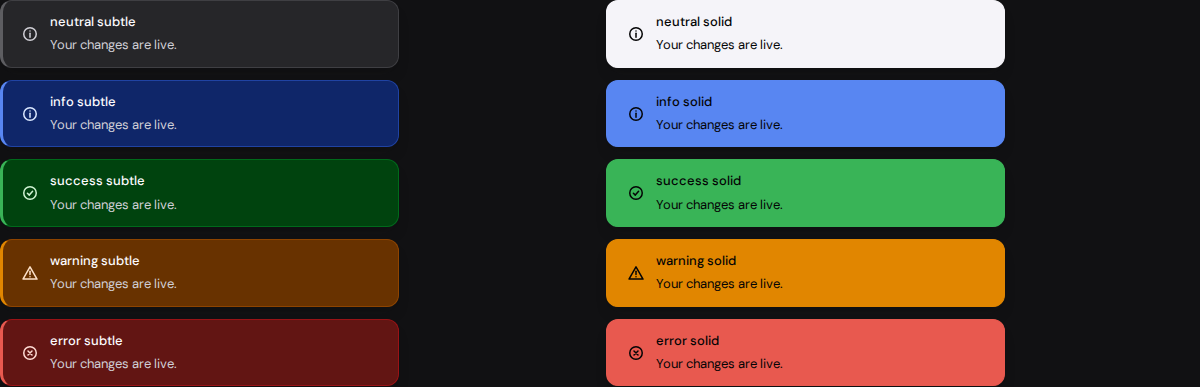 neutral subtle
Your changes are live.
neutral solid
Your changes are live.
info subtle
Your changes are live.
info solid
Your changes are live.
success subtle
Your changes are live.
success solid
Your changes are live.
warning subtle
Your changes are live.
warning solid
Your changes are live.
error subtle
Your changes are live.
error solid
Your changes are live.